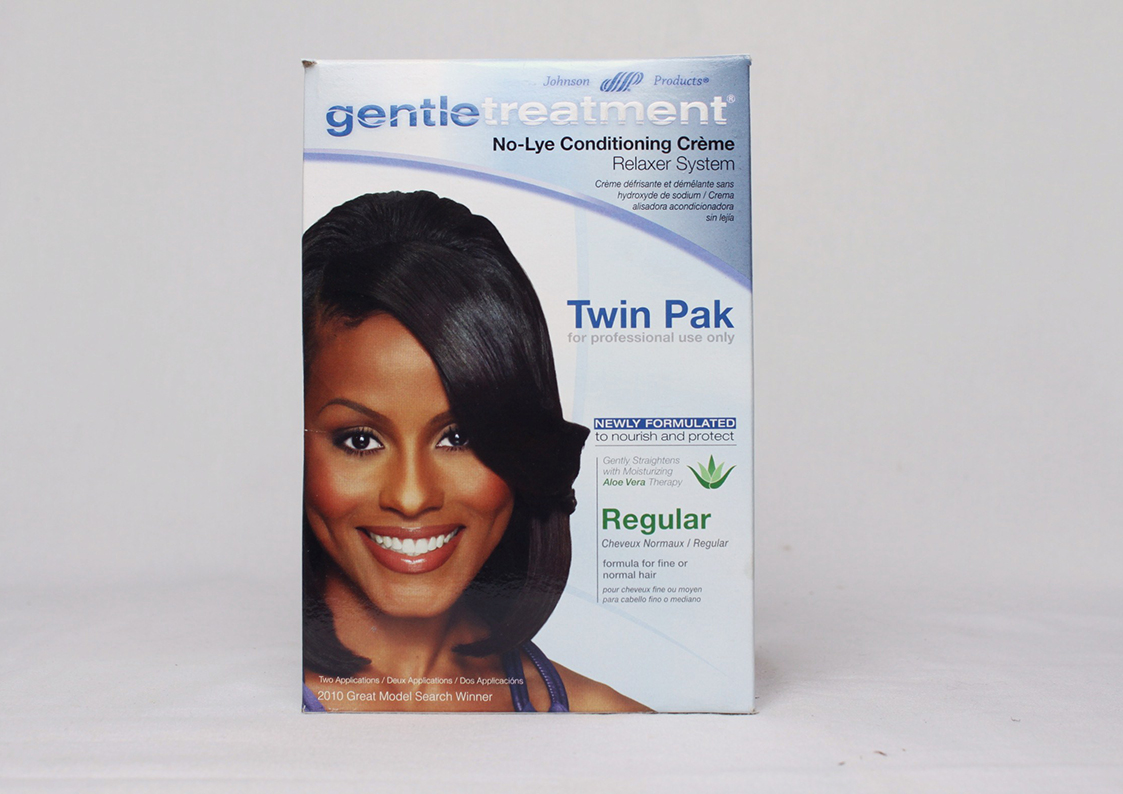 Johnson Products®
gentletreatment®
No-Lye Conditioning Crème
Relaxer System
Crème défrisante et démêlante sans
hydroxyde de sodium / Crema
alisadora acondicionadora
sin lejía
Twin Pak
for professional use only
NEWLY FORMULATED
to nourish and protect
Gently Straightens
with Moisturizing
Aloe Vera Therapy
Regular
Cheveux Normaux / Regular
formula for fine or
normal hair
pour cheveux fine ou moyen
para cabello fino o mediano
Two Applications / Deux Applications / Dos Applicacións
2010 Great Model Search Winner